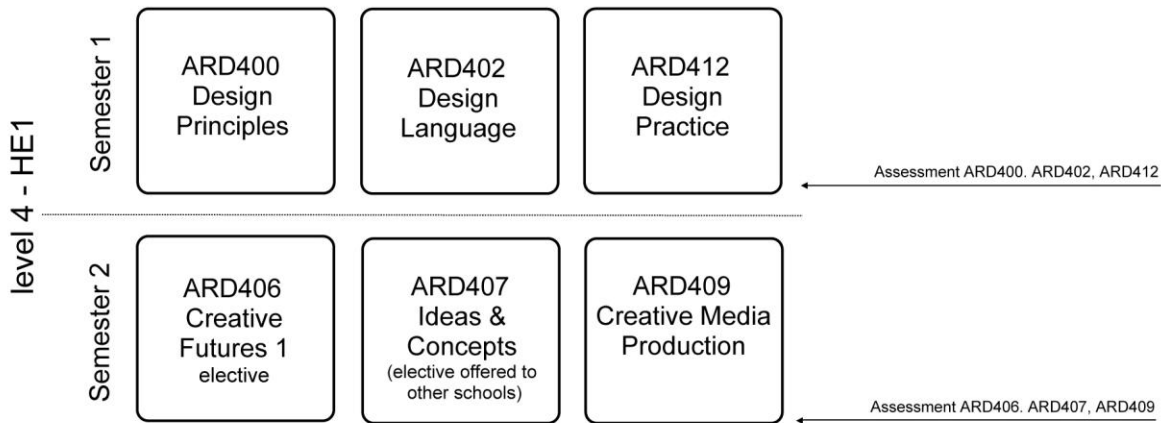 level 4 - HE1
Semester 1
ARD400
Design
Principles
ARD402
Design
Language
ARD412
Design
Practice
Assessment ARD400. ARD402, ARD412
Semester 2
ARD406
Creative
Futures 1
elective
ARD407
Ideas &
Concepts
(elective offered to
other schools)
ARD409
Creative Media
Production
Assessment ARD406. ARD407, ARD409